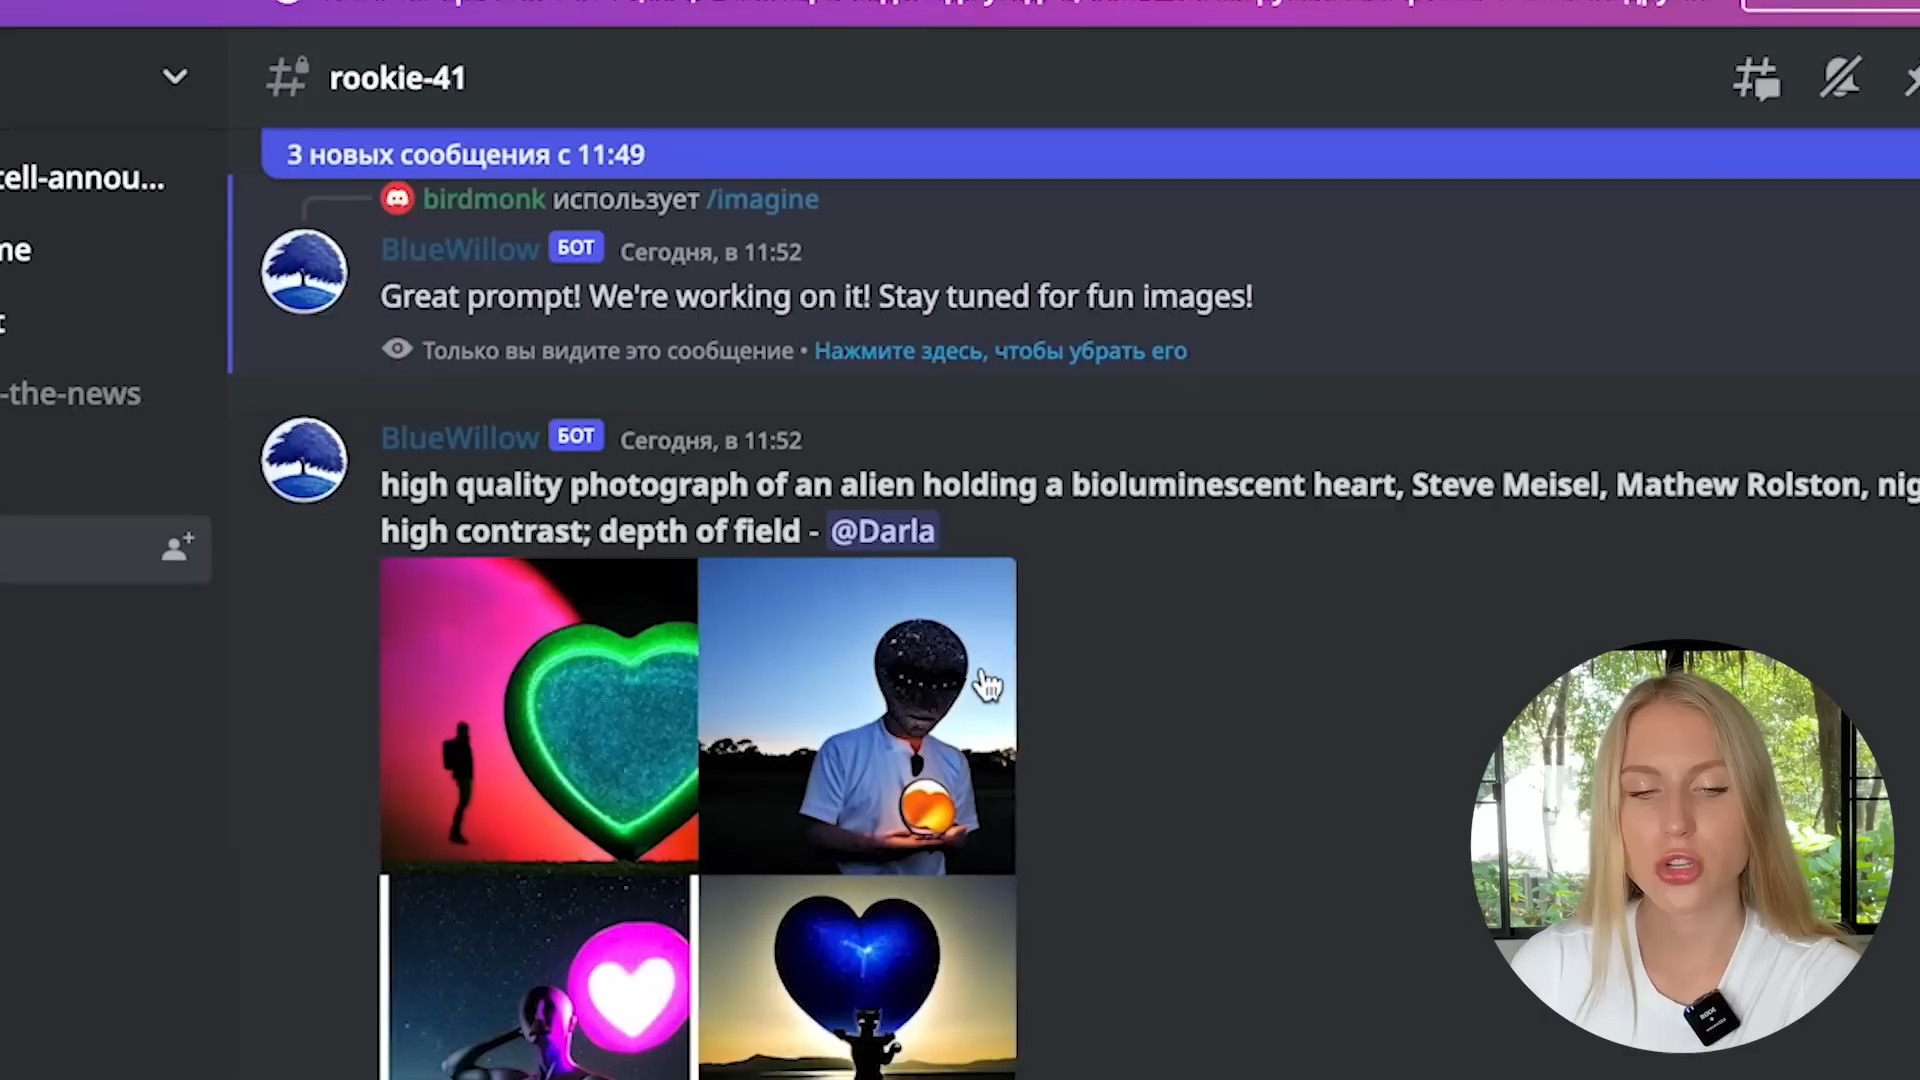 rookie-41
3 новых сообщения с 11:49
tell-annou...
birdmonk использует /imagine
BlueWillow БОТ Сегодня, в 11:52
me
Great prompt! We're working on it! Stay tuned for fun images!
Только вы видите это сообщение • Нажмите здесь, чтобы убрать его
-the-news
BlueWillow БОТ Сегодня, в 11:52
high quality photograph of an alien holding a bioluminescent heart, Steve Meisel, Mathew Rolston, nig
high contrast; depth of field - @Darla
RODE